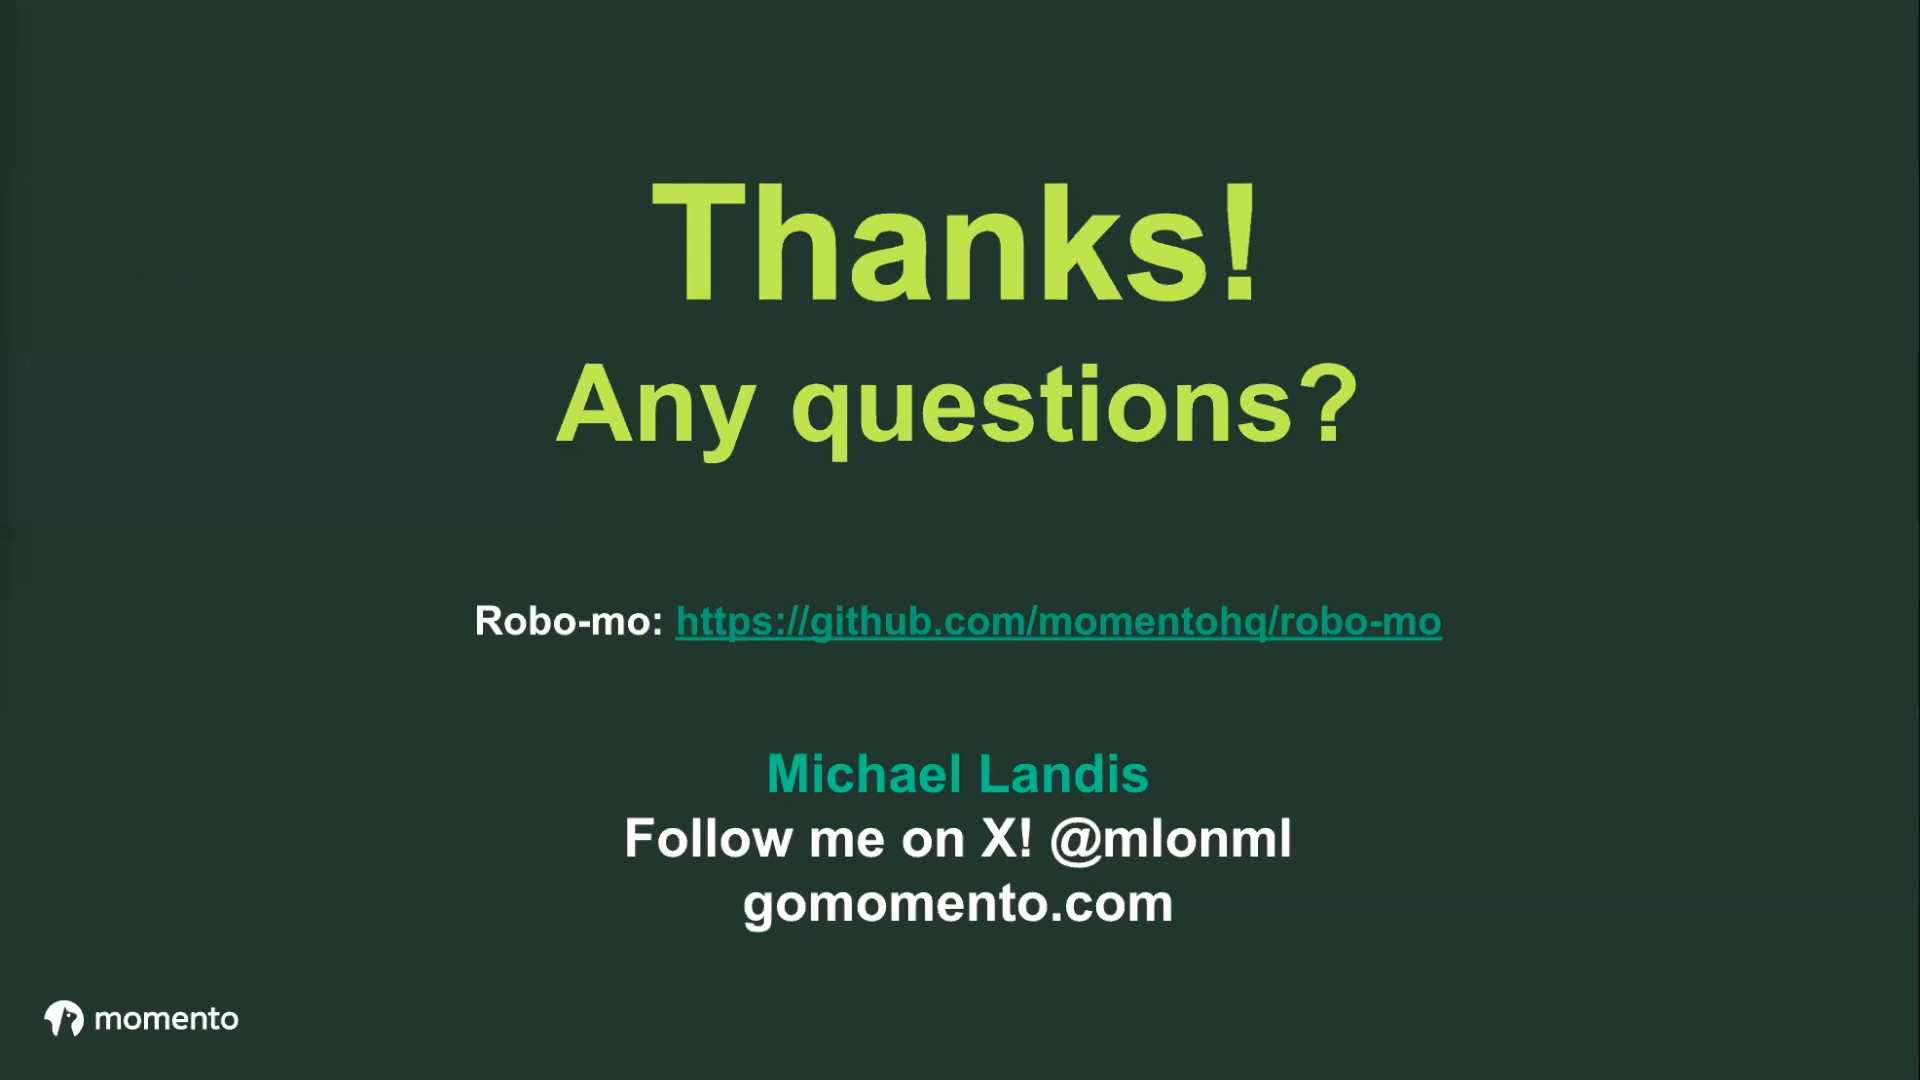 Thanks!
Any questions?
Robo-mo: https://github.com/momentohq/robo-mo
Michael Landis
Follow me on X! @mlonml
gomomento.com
momento